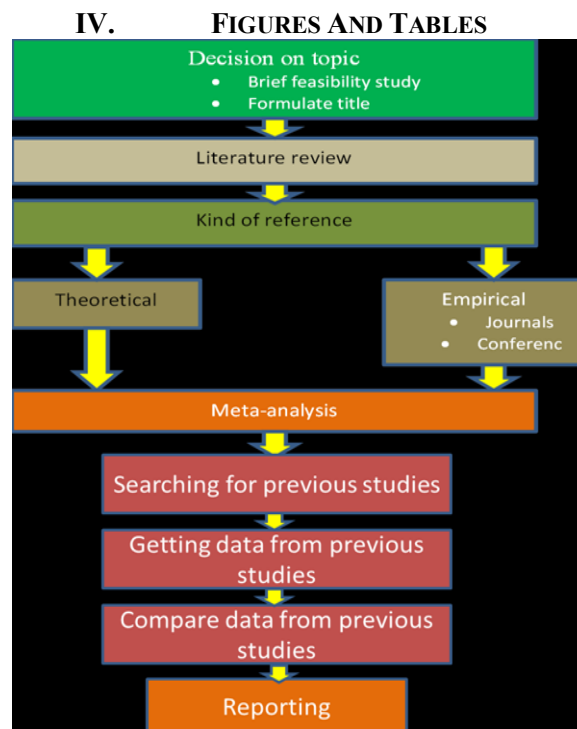 IV. FIGURES AND TABLES
Decision on topic
• Brief feasibility study
• Formulate title
Literature review
Kind of reference
Theoretical
Empirical
• Journals
• Conferenc
Meta-analysis
Searching for previous studies
Getting data from previous
studies
Compare data from previous
studies
Reporting